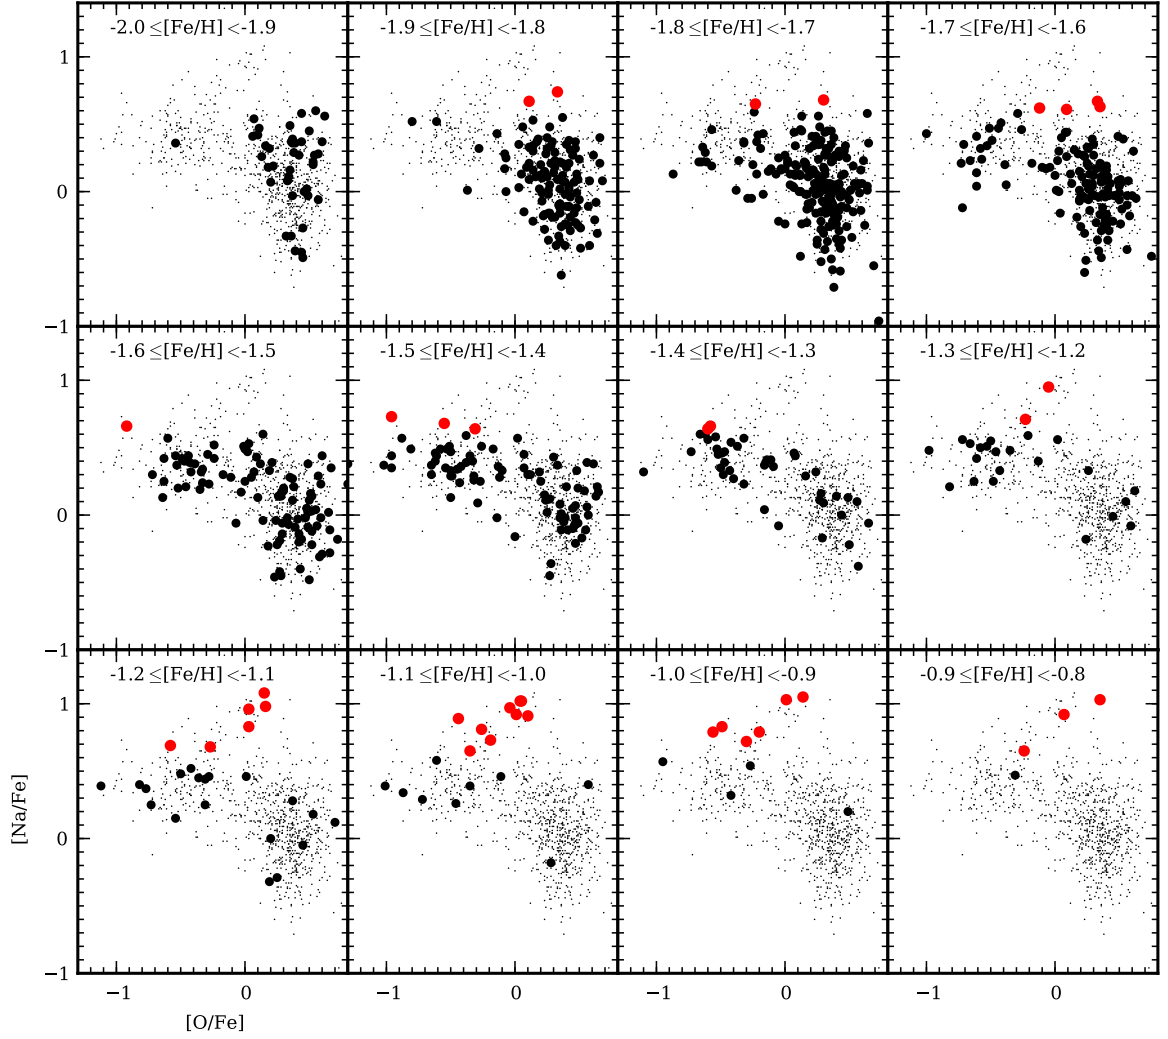 -2.0≤[Fe/H]<-1.9
-1.9≤[Fe/H]<-1.8
-1.8≤[Fe/H]<-1.7
-1.7≤[Fe/H]<-1.6
1
0
−1
-1.6≤[Fe/H]<-1.5
-1.5≤[Fe/H]<-1.4
-1.4≤[Fe/H]<-1.3
-1.3≤[Fe/H]<-1.2
1
0
−1
-1.2≤[Fe/H]<-1.1
-1.1≤[Fe/H]<-1.0
-1.0≤[Fe/H]<-0.9
-0.9≤[Fe/H]<-0.8
1
0
−1
[Na/Fe]
−1 0 −1 0 −1 0 −1 0
[O/Fe]